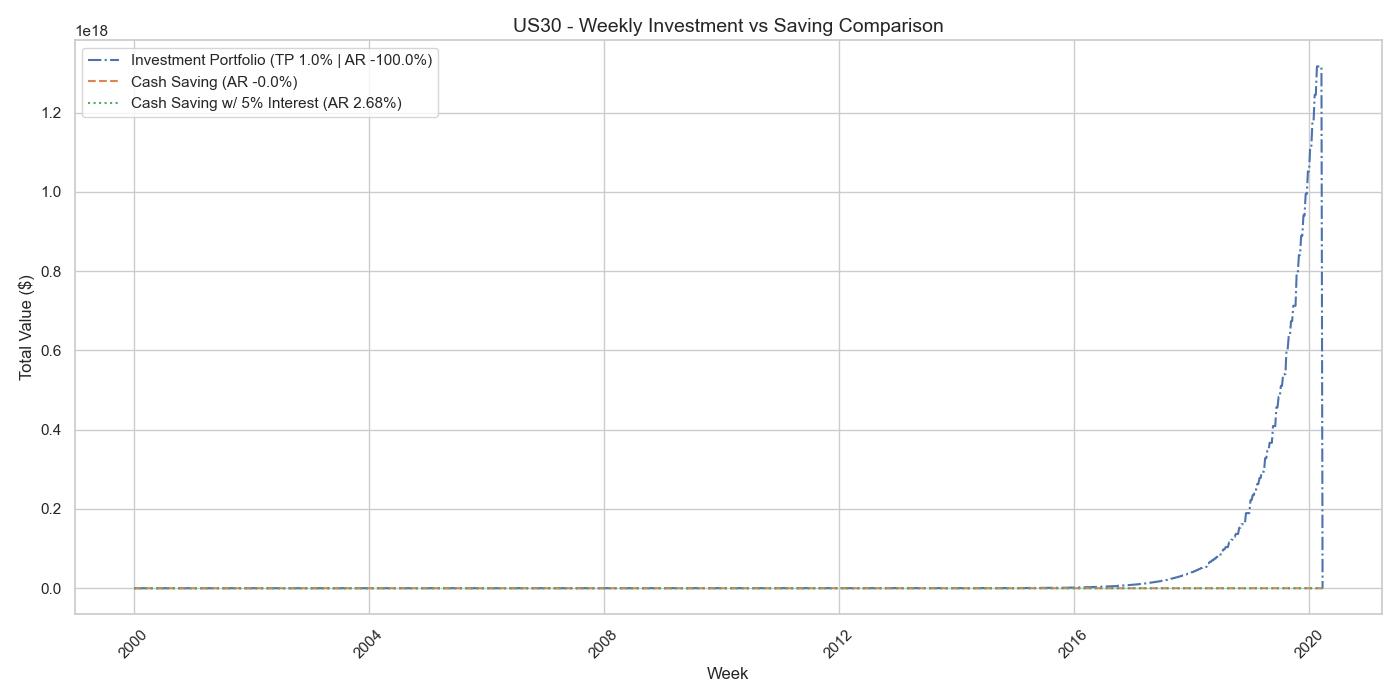 US30 - Weekly Investment vs Saving Comparison
1e18
Investment Portfolio (TP 1.0% | AR -100.0%)
Cash Saving (AR -0.0%)
Cash Saving w/ 5% Interest (AR 2.68%)
Total Value ($)
1.2
1.0
0.8
0.6
0.4
0.2
0.0
2000
2004
2008
2012
2016
2020
Week